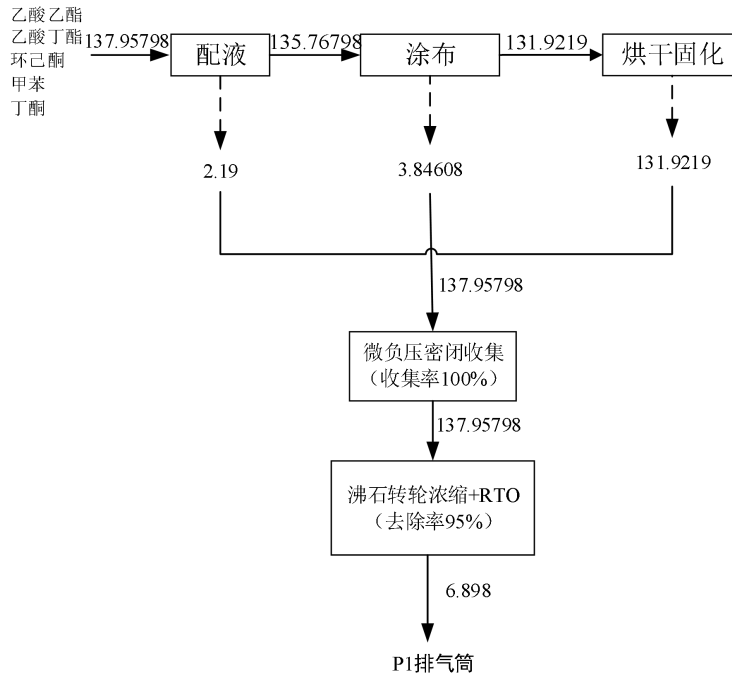 乙酸乙酯
乙酸丁酯
环己酮
甲苯
丁酮
137.95798
配液
135.76798
涂布
131.9219
烘干固化
2.19
3.84608
131.9219
137.95798
微负压密闭收集
（收集率100%）
137.95798
沸石转轮浓缩+RTO
（去除率95%）
6.898
P1排气筒